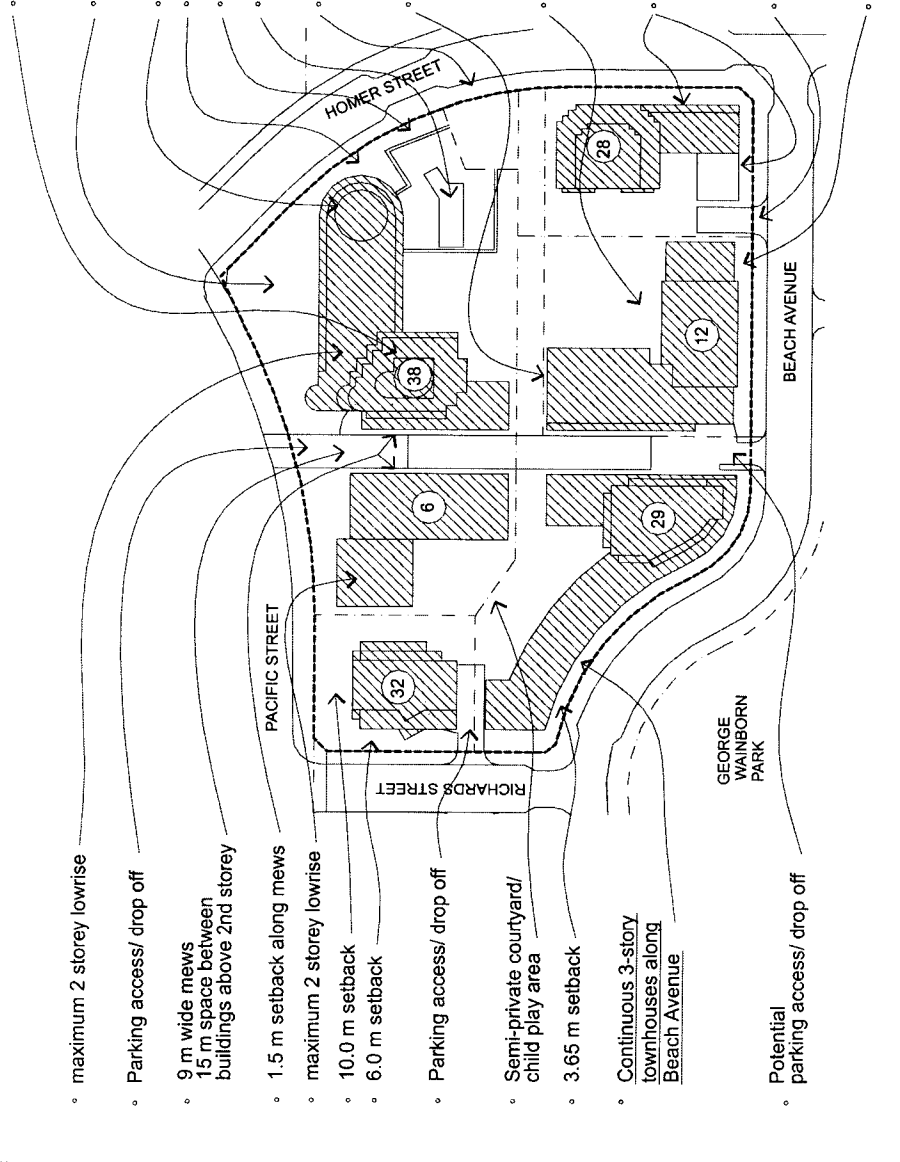 maximum 2 storey lowrise
Parking access/ drop off
9 m wide mews
15 m space between
buildings above 2nd storey
1.5 m setback along mews
maximum 2 storey lowrise
10.0 m setback
6.0 m setback
Parking access/ drop off
Semi-private courtyard/
child play area
3.65 m setback
Continuous 3-story
townhouses along
Beach Avenue
Potential
parking access/ drop off
HOMER STREET
PACIFIC STREET
RICHARDS STREET
BEACH AVENUE
GEORGE
WAINBORN
PARK
38
28
6
12
32
29